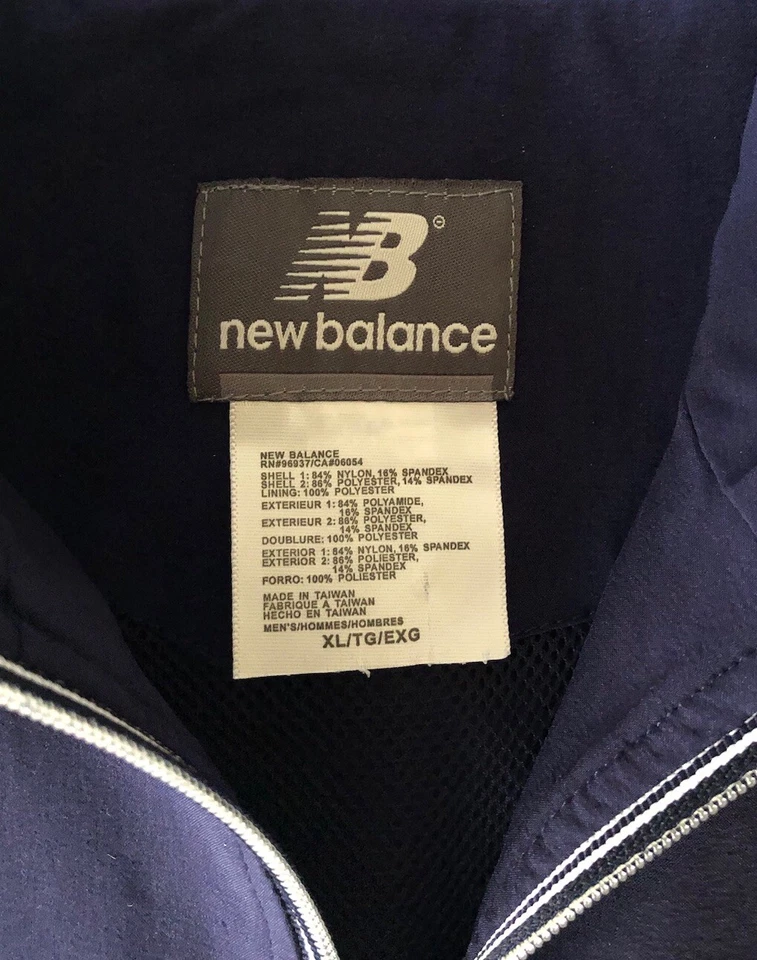 NB
new balance
NEW BALANCE
RN#96937/CA#06054
SHELL 1: 84% NYLON, 16% SPANDEX
SHELL 2: 86% POLYESTER, 14% SPANDEX
LINING: 100% POLYESTER
EXTERIEUR 1: 84% POLYAMIDE,
16% SPANDEX
EXTERIEUR 2: 86% POLYESTER,
14% SPANDEX
DOUBLURE: 100% POLYESTER
EXTERIOR 1: 84% NYLON, 16% SPANDEX
EXTERIOR 2: 86% POLIESTER,
14% SPANDEX
FORRO: 100% POLIESTER
MADE IN TAIWAN
FABRIQUE A TAIWAN
HECHO EN TAIWAN
MEN'S/HOMMES/HOMBRES
XL/TG/EXG